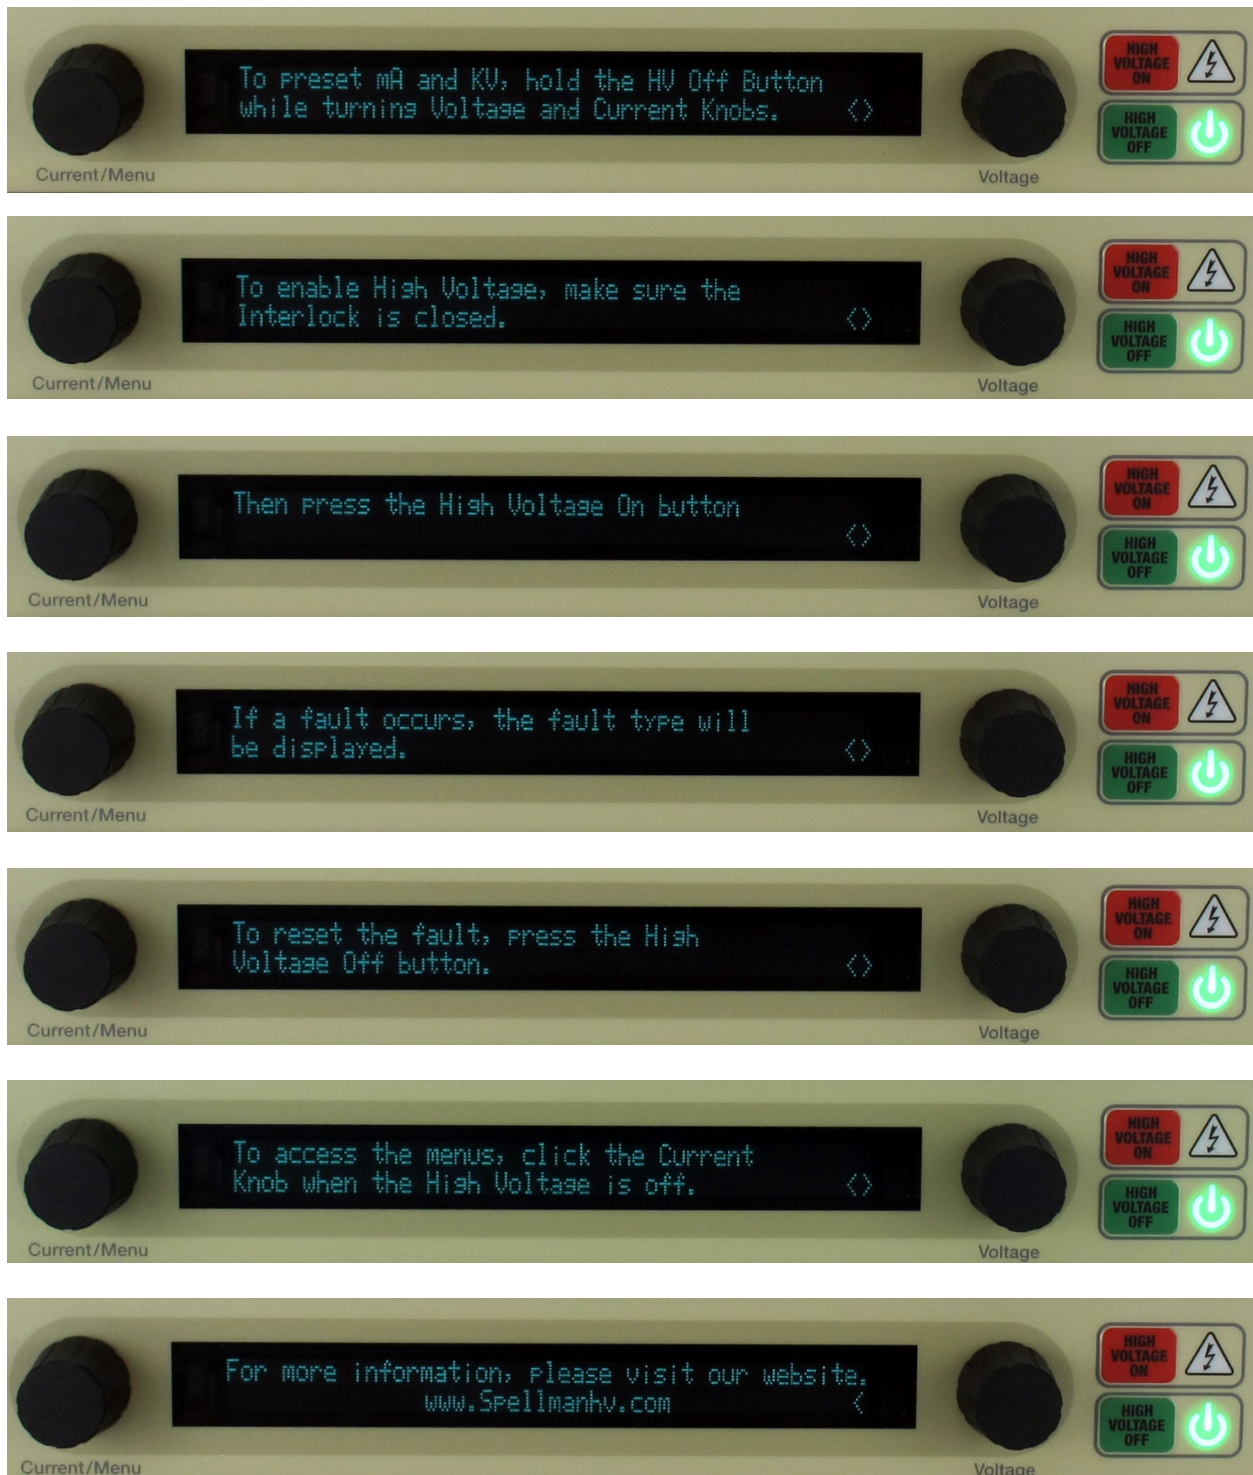 To preset mA and KV, hold the HV Off Button
while turning Voltage and Current Knobs. <>
HIGH
VOLTAGE
ON
HIGH
VOLTAGE
OFF
Current/Menu
Voltage
To enable High Voltage, make sure the
Interlock is closed. <>
HIGH
VOLTAGE
ON
HIGH
VOLTAGE
OFF
Current/Menu
Voltage
Then press the High Voltage On button
<>
HIGH
VOLTAGE
ON
HIGH
VOLTAGE
OFF
Current/Menu
Voltage
If a fault occurs, the fault type will
be displayed. <>
HIGH
VOLTAGE
ON
HIGH
VOLTAGE
OFF
Current/Menu
Voltage
To reset the fault, press the High
Voltage Off button. <>
HIGH
VOLTAGE
ON
HIGH
VOLTAGE
OFF
Current/Menu
Voltage
To access the menus, click the Current
Knob when the High Voltage is off. <>
HIGH
VOLTAGE
ON
HIGH
VOLTAGE
OFF
Current/Menu
Voltage
For more information, please visit our website.
www.Spellmanhv.com <
HIGH
VOLTAGE
ON
HIGH
VOLTAGE
OFF
Current/Menu
Voltage